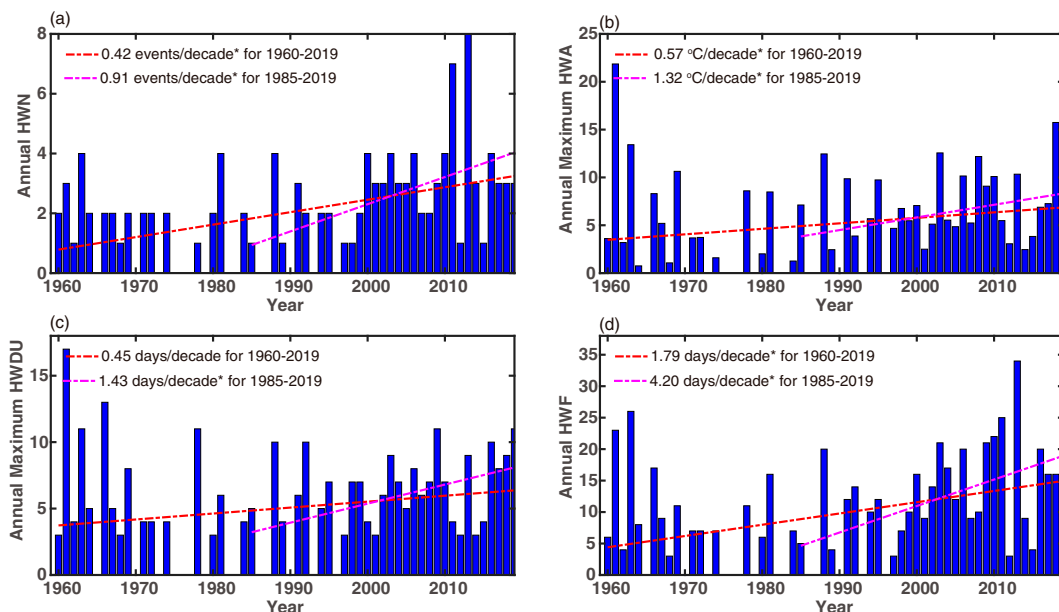 (a)
Annual HWN
8
6
4
2
0
0.42 events/decade* for 1960-2019
0.91 events/decade* for 1985-2019
1960 1970 1980 1990 2000 2010
Year
(b)
Annual Maximum HWA
25
20
15
10
5
0
0.57 °C/decade* for 1960-2019
1.32 °C/decade* for 1985-2019
1960 1970 1980 1990 2000 2010
Year
(c)
Annual Maximum HWDU
15
10
5
0
0.45 days/decade for 1960-2019
1.43 days/decade* for 1985-2019
1960 1970 1980 1990 2000 2010
Year
(d)
Annual HWF
35
30
25
20
15
10
5
0
1.79 days/decade* for 1960-2019
4.20 days/decade* for 1985-2019
1960 1970 1980 1990 2000 2010
Year